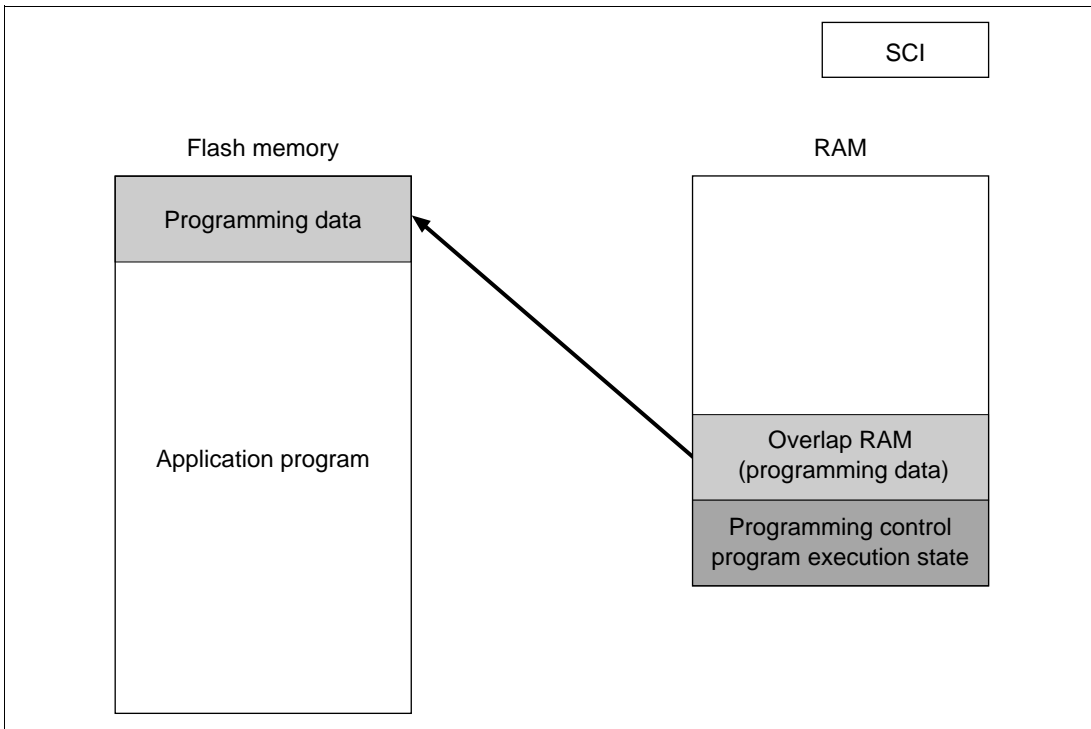 SCI
Flash memory
RAM
Programming data
Application program
Overlap RAM
(programming data)
Programming control
program execution state